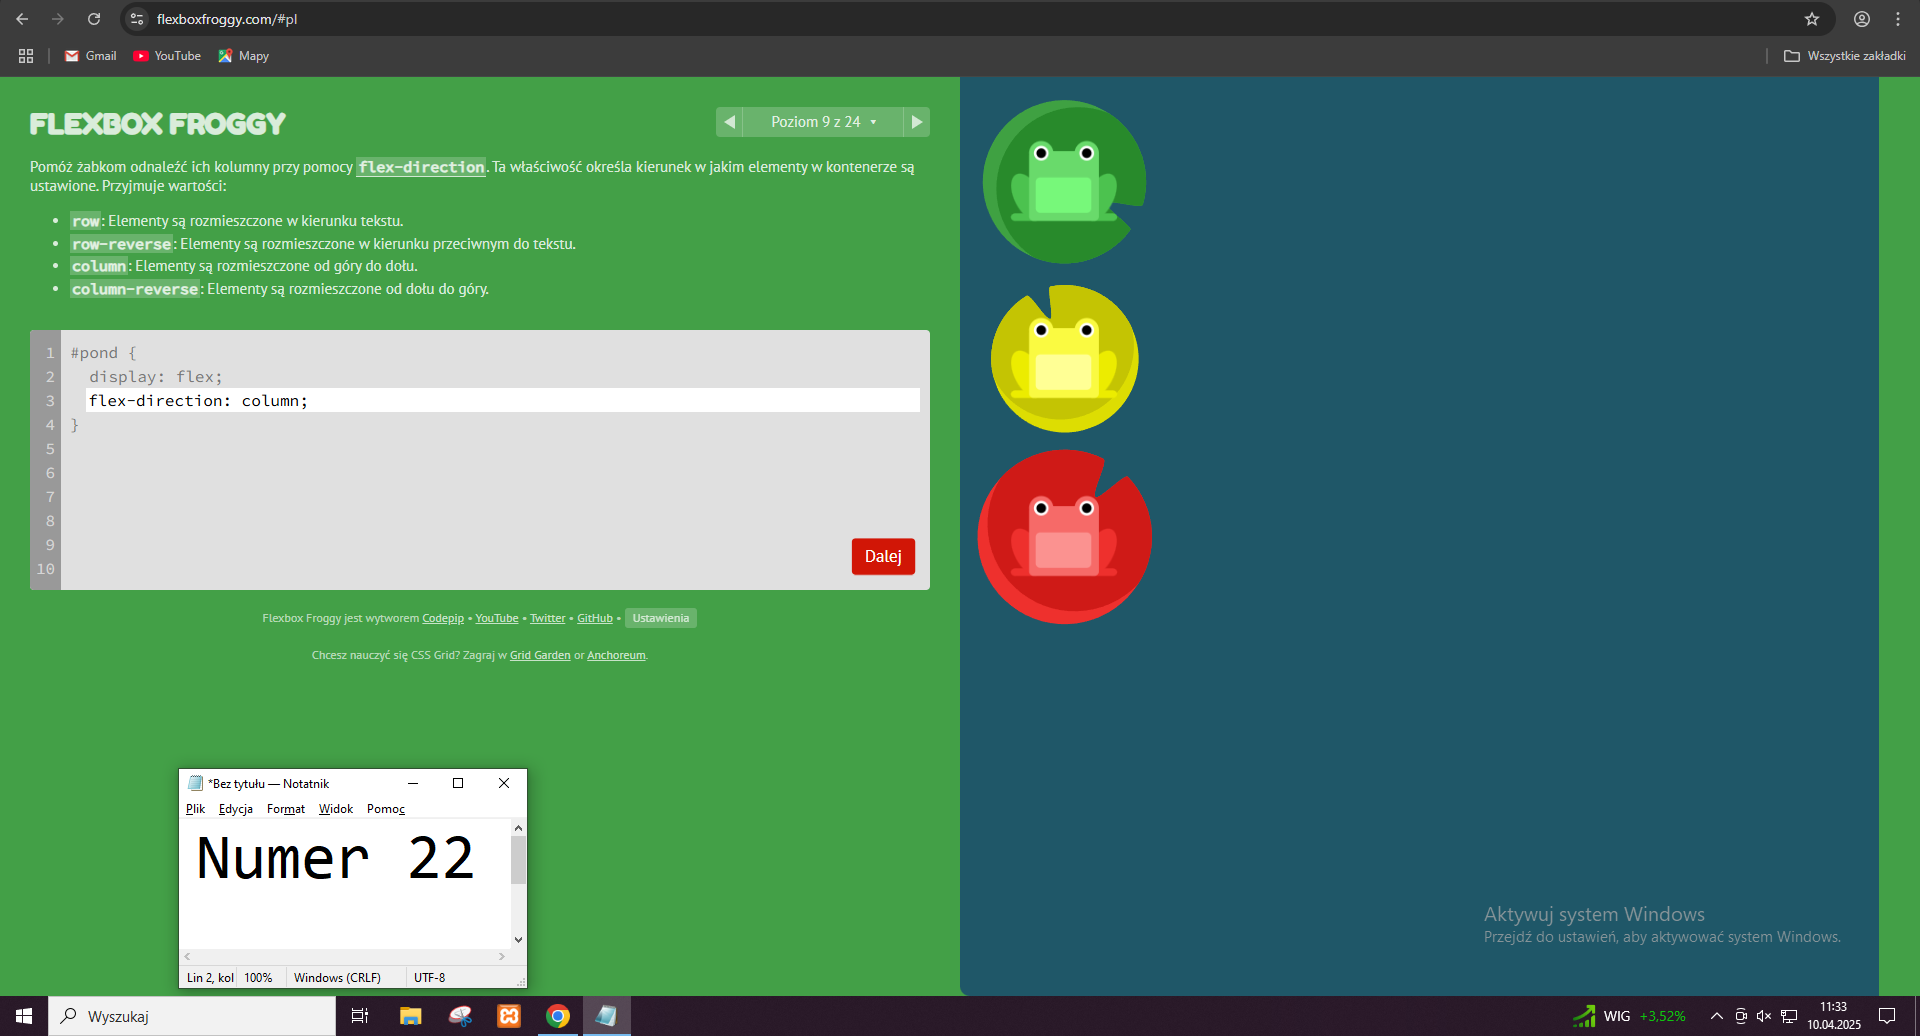 flexboxfroggy.com/#pl
Gmail
YouTube
Mapy
Wszystkie zakładki
FLEXBOX FROGGY
Poziom 9 z 24
Pomóż żabkom odnaleźć ich kolumny przy pomocy flex-direction. Ta właściwość określa kierunek w jakim elementy w kontenerze są
ustawione. Przyjmuje wartości:
row: Elementy są rozmieszczone w kierunku tekstu.
row-reverse: Elementy są rozmieszczone w kierunku przeciwnym do tekstu.
column: Elementy są rozmieszczone od góry do dołu.
column-reverse: Elementy są rozmieszczone od dołu do góry.
1 #pond {
2 display: flex;
3 flex-direction: column;
4 }
5
6
7
8
9
10
Dalej
Flexbox Froggy jest wytworem Codepip • YouTube • Twitter • GitHub • Ustawienia
Chcesz nauczyć się CSS Grid? Zagraj w Grid Garden or Anchoreum.
*Bez tytułu — Notatnik
Plik Edycja Format Widok Pomoc
Numer 22
Lin 2, kol 100% Windows (CRLF) UTF-8
Aktywuj system Windows
Przejdź do ustawień, aby aktywować system Windows.
Wyszukaj
WIG +3,52%
11:33
10.04.2025